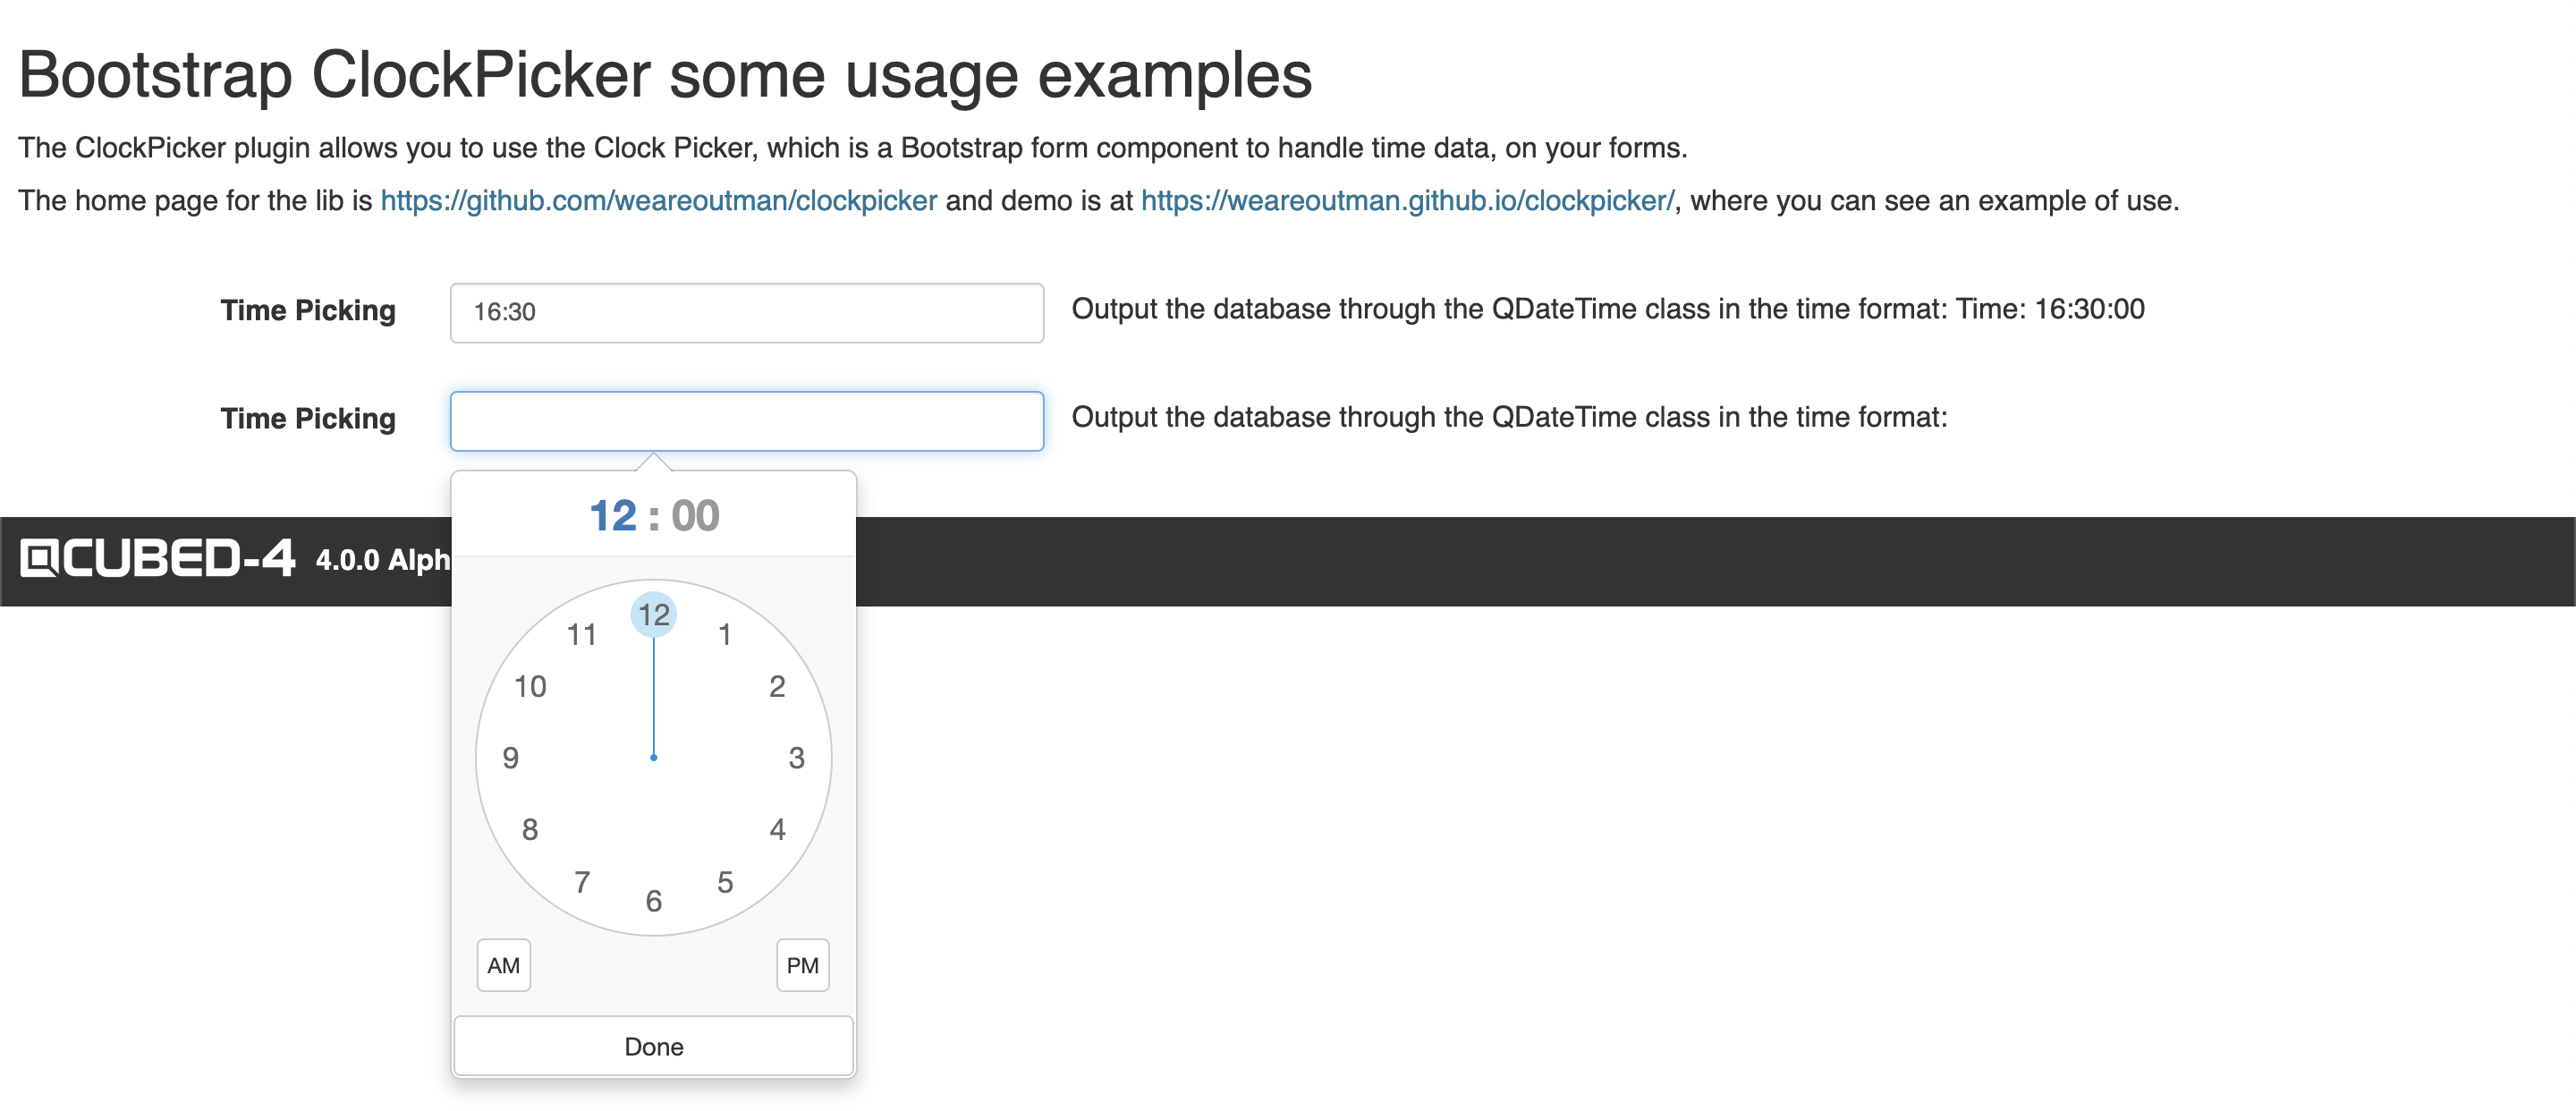 Bootstrap ClockPicker some usage examples
The ClockPicker plugin allows you to use the Clock Picker, which is a Bootstrap form component to handle time data, on your forms.
The home page for the lib is https://github.com/weareoutman/clockpicker and demo is at https://weareoutman.github.io/clockpicker/, where you can see an example of use.
Time Picking 16:30 Output the database through the QDateTime class in the time format: Time: 16:30:00
Time Picking Output the database through the QDateTime class in the time format:
12 : 00
QCUBED-4 4.0.0 Alph
12
11 1
10 2
9 3
8 4
7 5
6
AM PM
Done